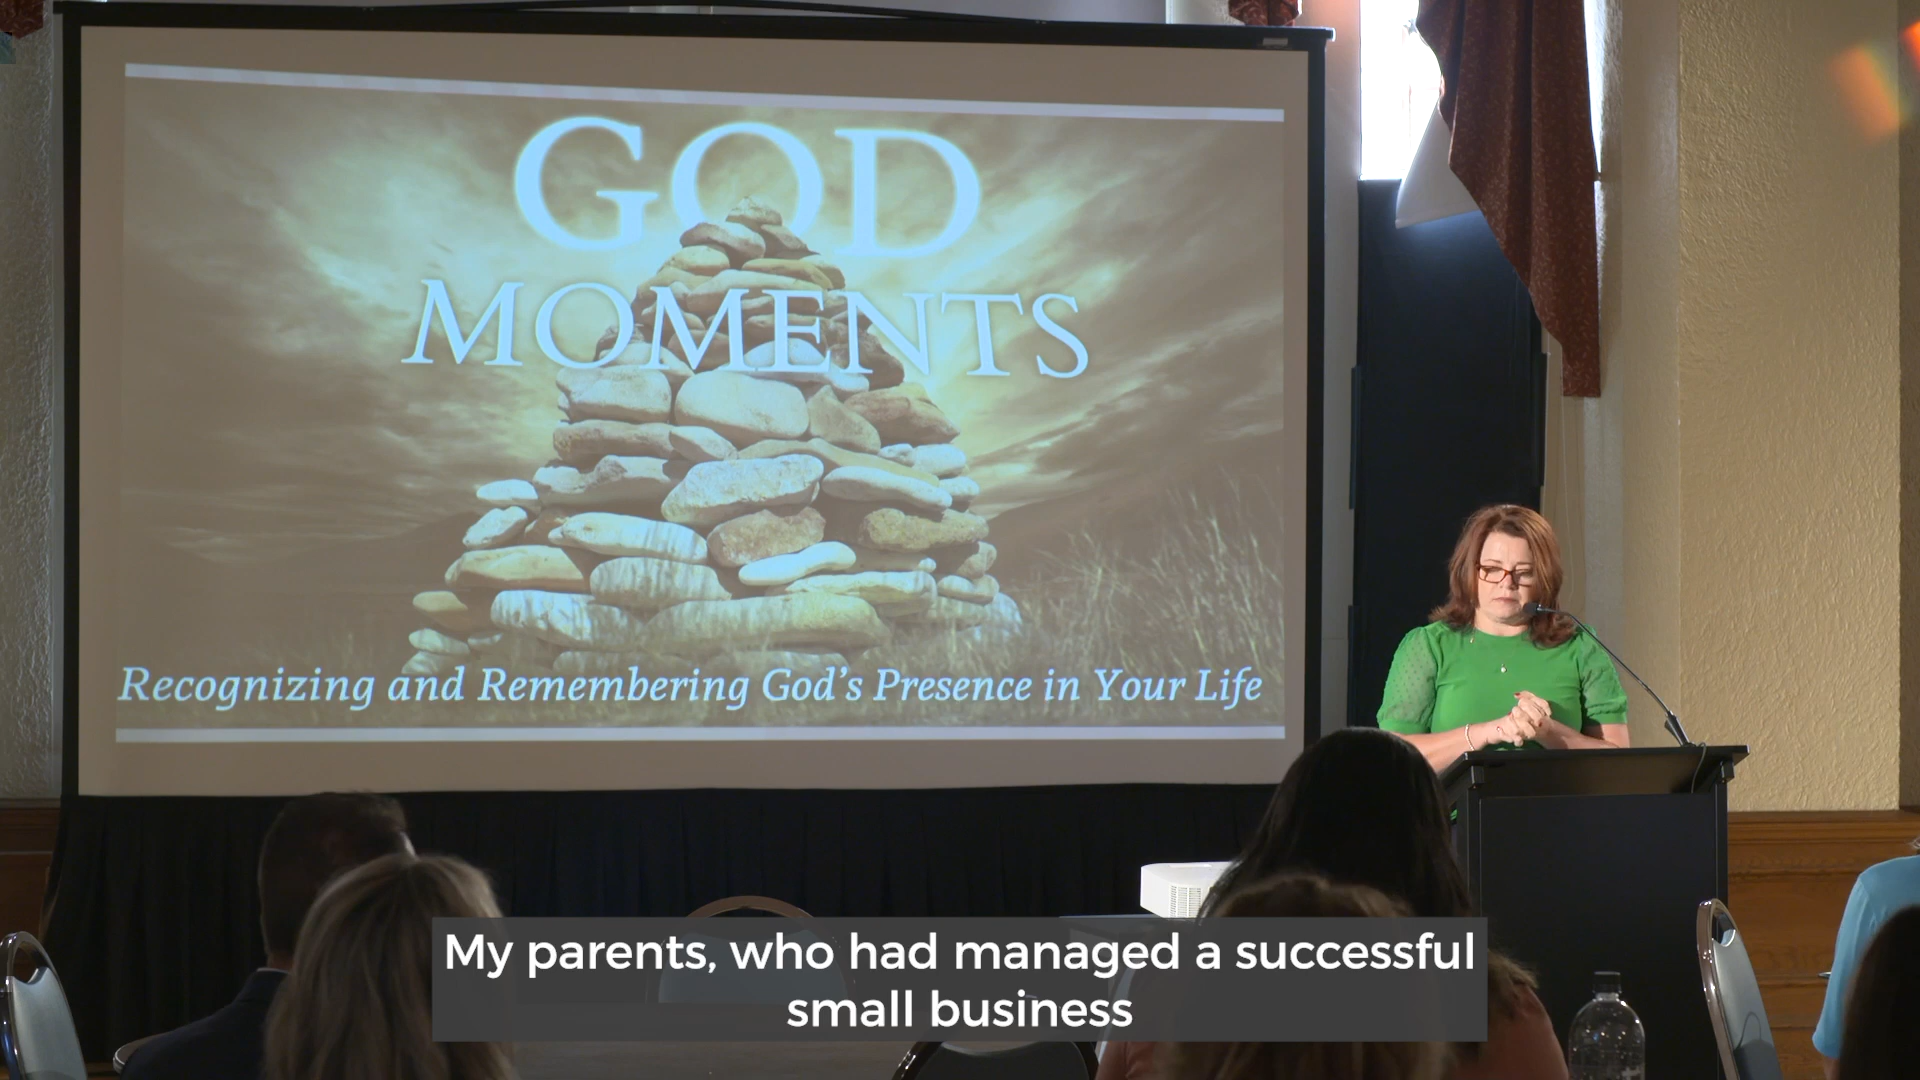 GOD
MOMENTS
Recognizing and Remembering God's Presence in Your Life
My parents, who had managed a successful
small business